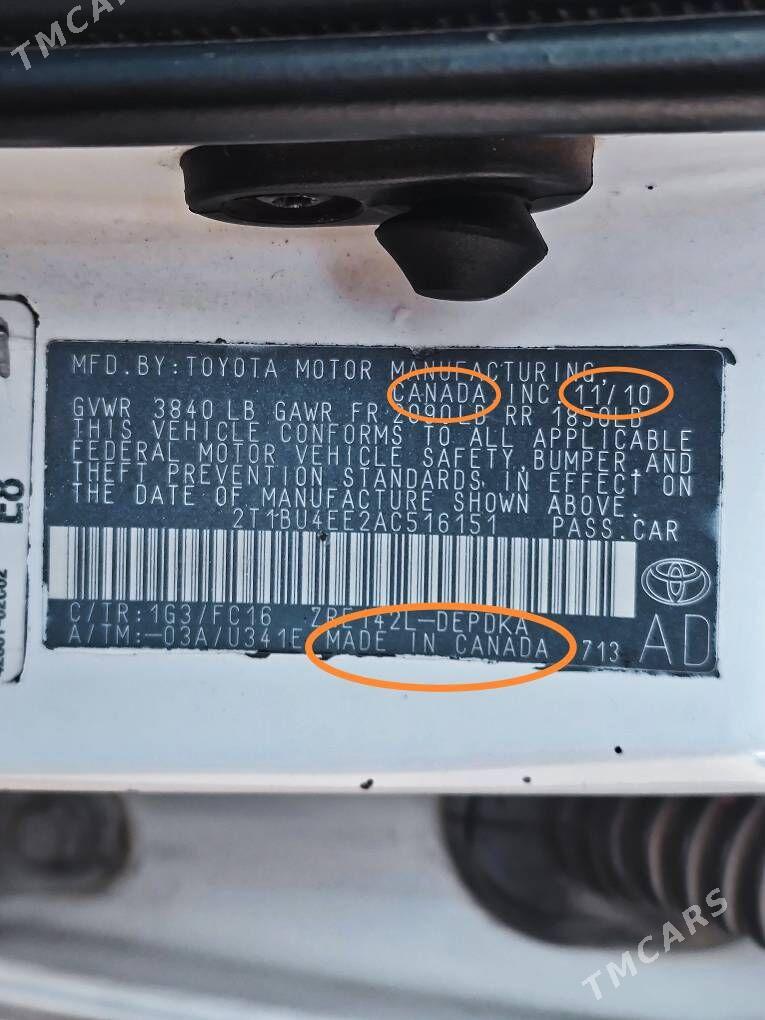 TMCARS
MFD.BY:TOYOTA MOTOR MANUFACTURING,
CANADA INC. 11/10
GVWR 3840 LB GAWR FR 2090LB RR 1858LB
THIS VEHICLE CONFORMS TO ALL APPLICABLE
FEDERAL MOTOR VEHICLE SAFETY,BUMPER,AND
THEFT PREVENTION STANDARDS IN EFFECT ON
THE DATE OF MANUFACTURE SHOWN ABOVE.
2T1BU4EE2AC516151 PASS.CAR
C/TR:1G3/FC16 ZRE142L-DEPDKA
A/TM:-03A/U341E MADE IN CANADA 713 AD
E8
TMCARS